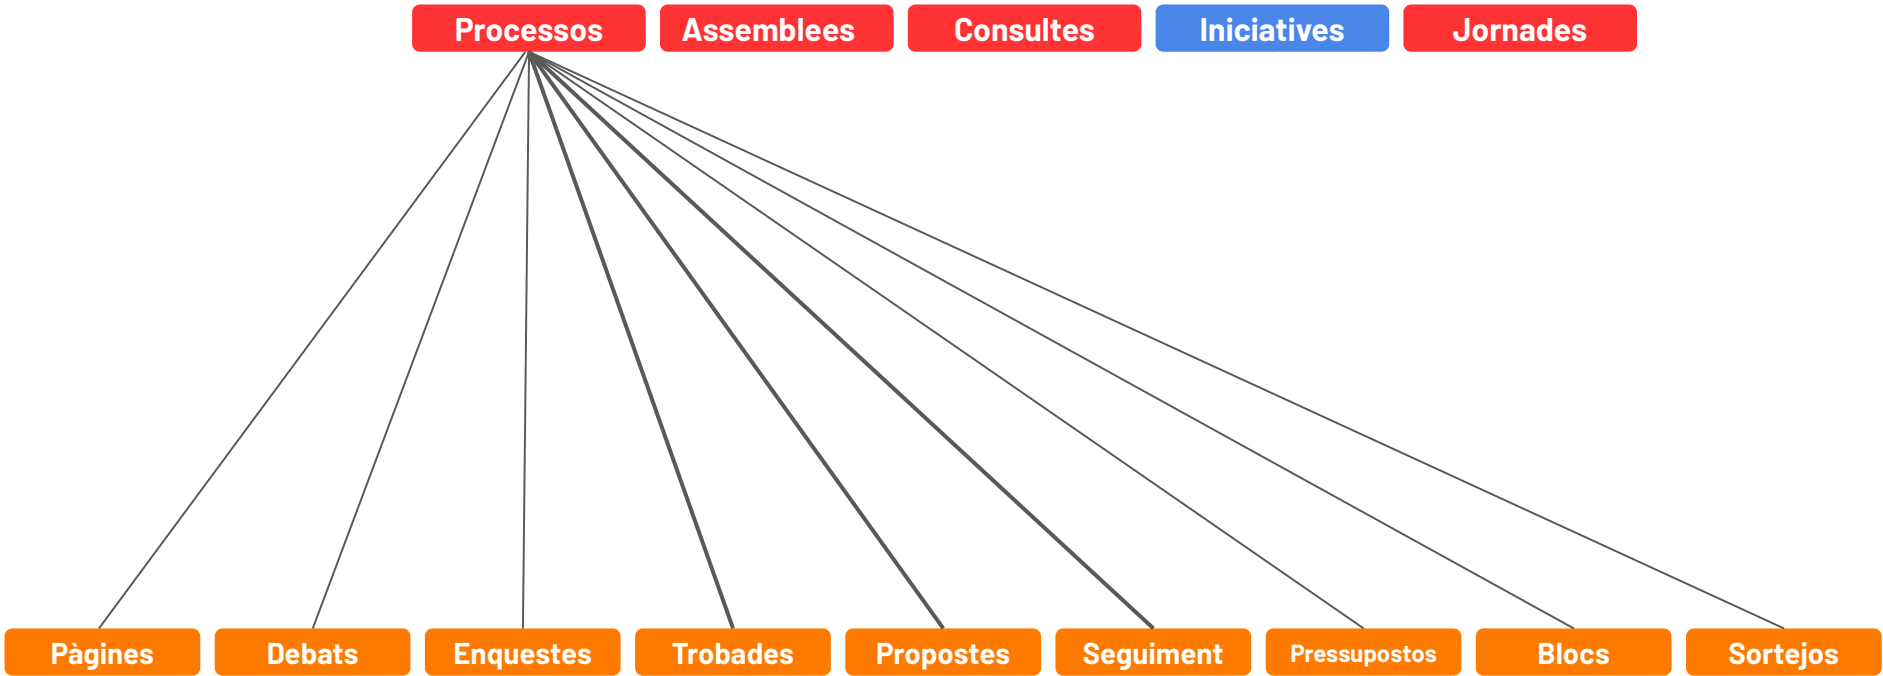 Processos
Assemblees
Consultes
Iniciatives
Jornades
Pàgines
Debats
Enquestes
Trobades
Propostes
Seguiment
Pressupostos
Blocs
Sortejos